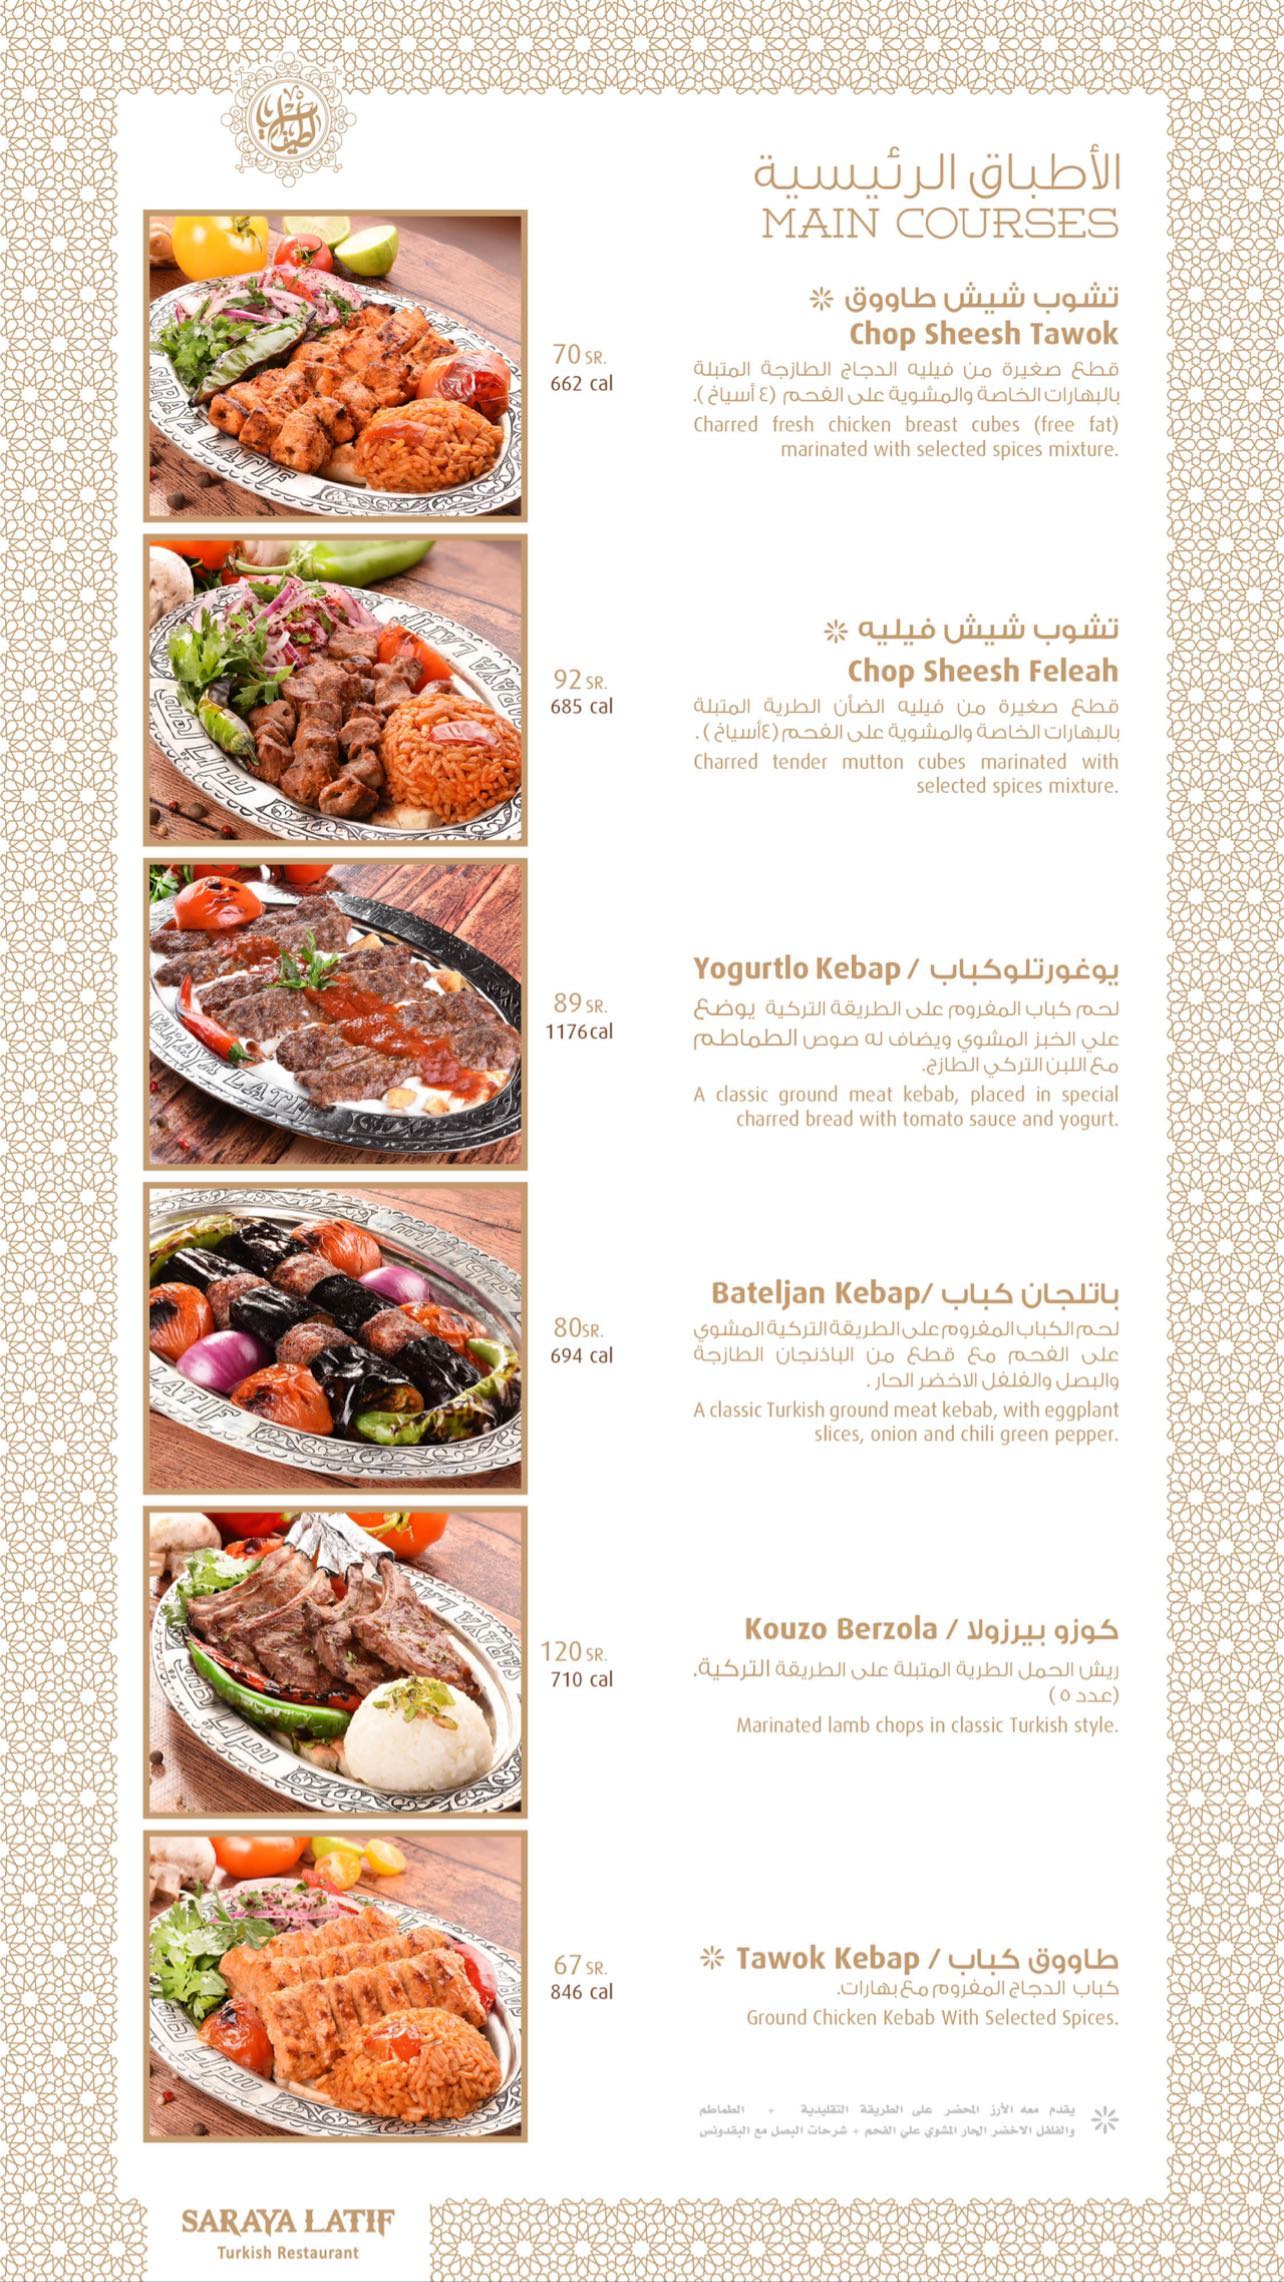 الأطباق الرئيسية
MAIN COURSES
تشوب شيش طاووق
Chop Sheesh Tawok
70 SR.
662 cal
قطع صغيرة من فيليه الدجاج الطازجة المتبلة
بالبهارات الخاصة والمشوية على الفحم (٤ أسياخ ).
Charred fresh chicken breast cubes (free fat)
marinated with selected spices mixture.
SARAYA LATIF
تشوب شيش فيليه
Chop Sheesh Feleah
92 SR.
685 cal
قطع صغيرة من فيليه الضأن الطرية المتبلة
بالبهارات الخاصة والمشوية على الفحم (٤أسياخ ) .
Charred tender mutton cubes marinated with
selected spices mixture.
Yogurtlo Kebap / يوغورتلوكباب
89 SR.
1176cal
لحم كباب المفروم على الطريقة التركية يوضع
علي الخبز المشوي ويضاف له صوص الطماطم
مع اللبن التركي الطازج.
A classic ground meat kebab, placed in special
charred bread with tomato sauce and yogurt.
SARAYA LATIF
Bateljan Kebap/ باتلجان كباب
80SR.
694 cal
لحم الكباب المفروم على الطريقة التركية المشوي
على الفحم مع قطع من الباذنجان الطازجة
والبصل والفلفل الاخضر الحار .
A classic Turkish ground meat kebab, with eggplant
slices, onion and chili green pepper.
LATIF
Kouzo Berzola / كوزو بيرزولا
120 SR.
710 cal
ريش الحمل الطرية المتبلة على الطريقة التركية.
(عدد ٥ )
Marinated lamb chops in classic Turkish style.
Tawok Kebap / طاووق كباب
67 SR.
846 cal
كباب الدجاج المفروم مع بهارات.
Ground Chicken Kebab With Selected Spices.
يقدم معه الأرز المحضر على الطريقة التقليدية + الطماطم
والفلفل الاخضر الحار المشوي علي الفحم + شرحات البصل مع البقدونس
SARAYA LATIF
Turkish Restaurant